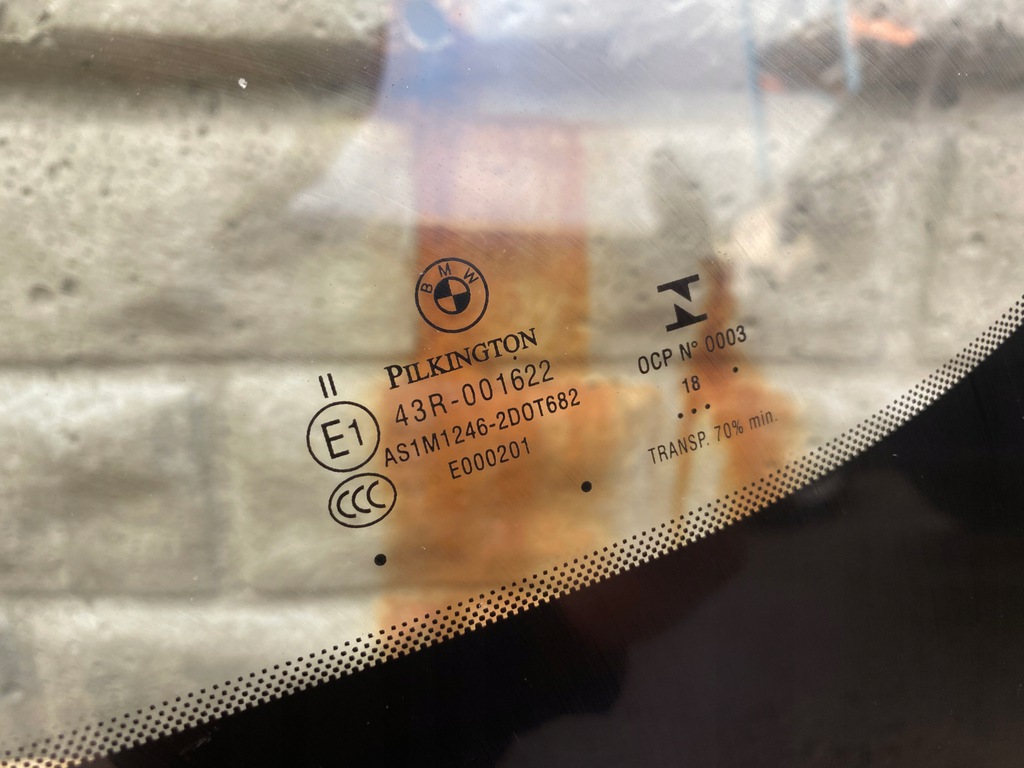 BMW
PILKINGTON
II
43R-001622
E1
AS1M1246-2DOT682
E000201
CCC
OCP N° 0003
18
TRANSP. 70% min.